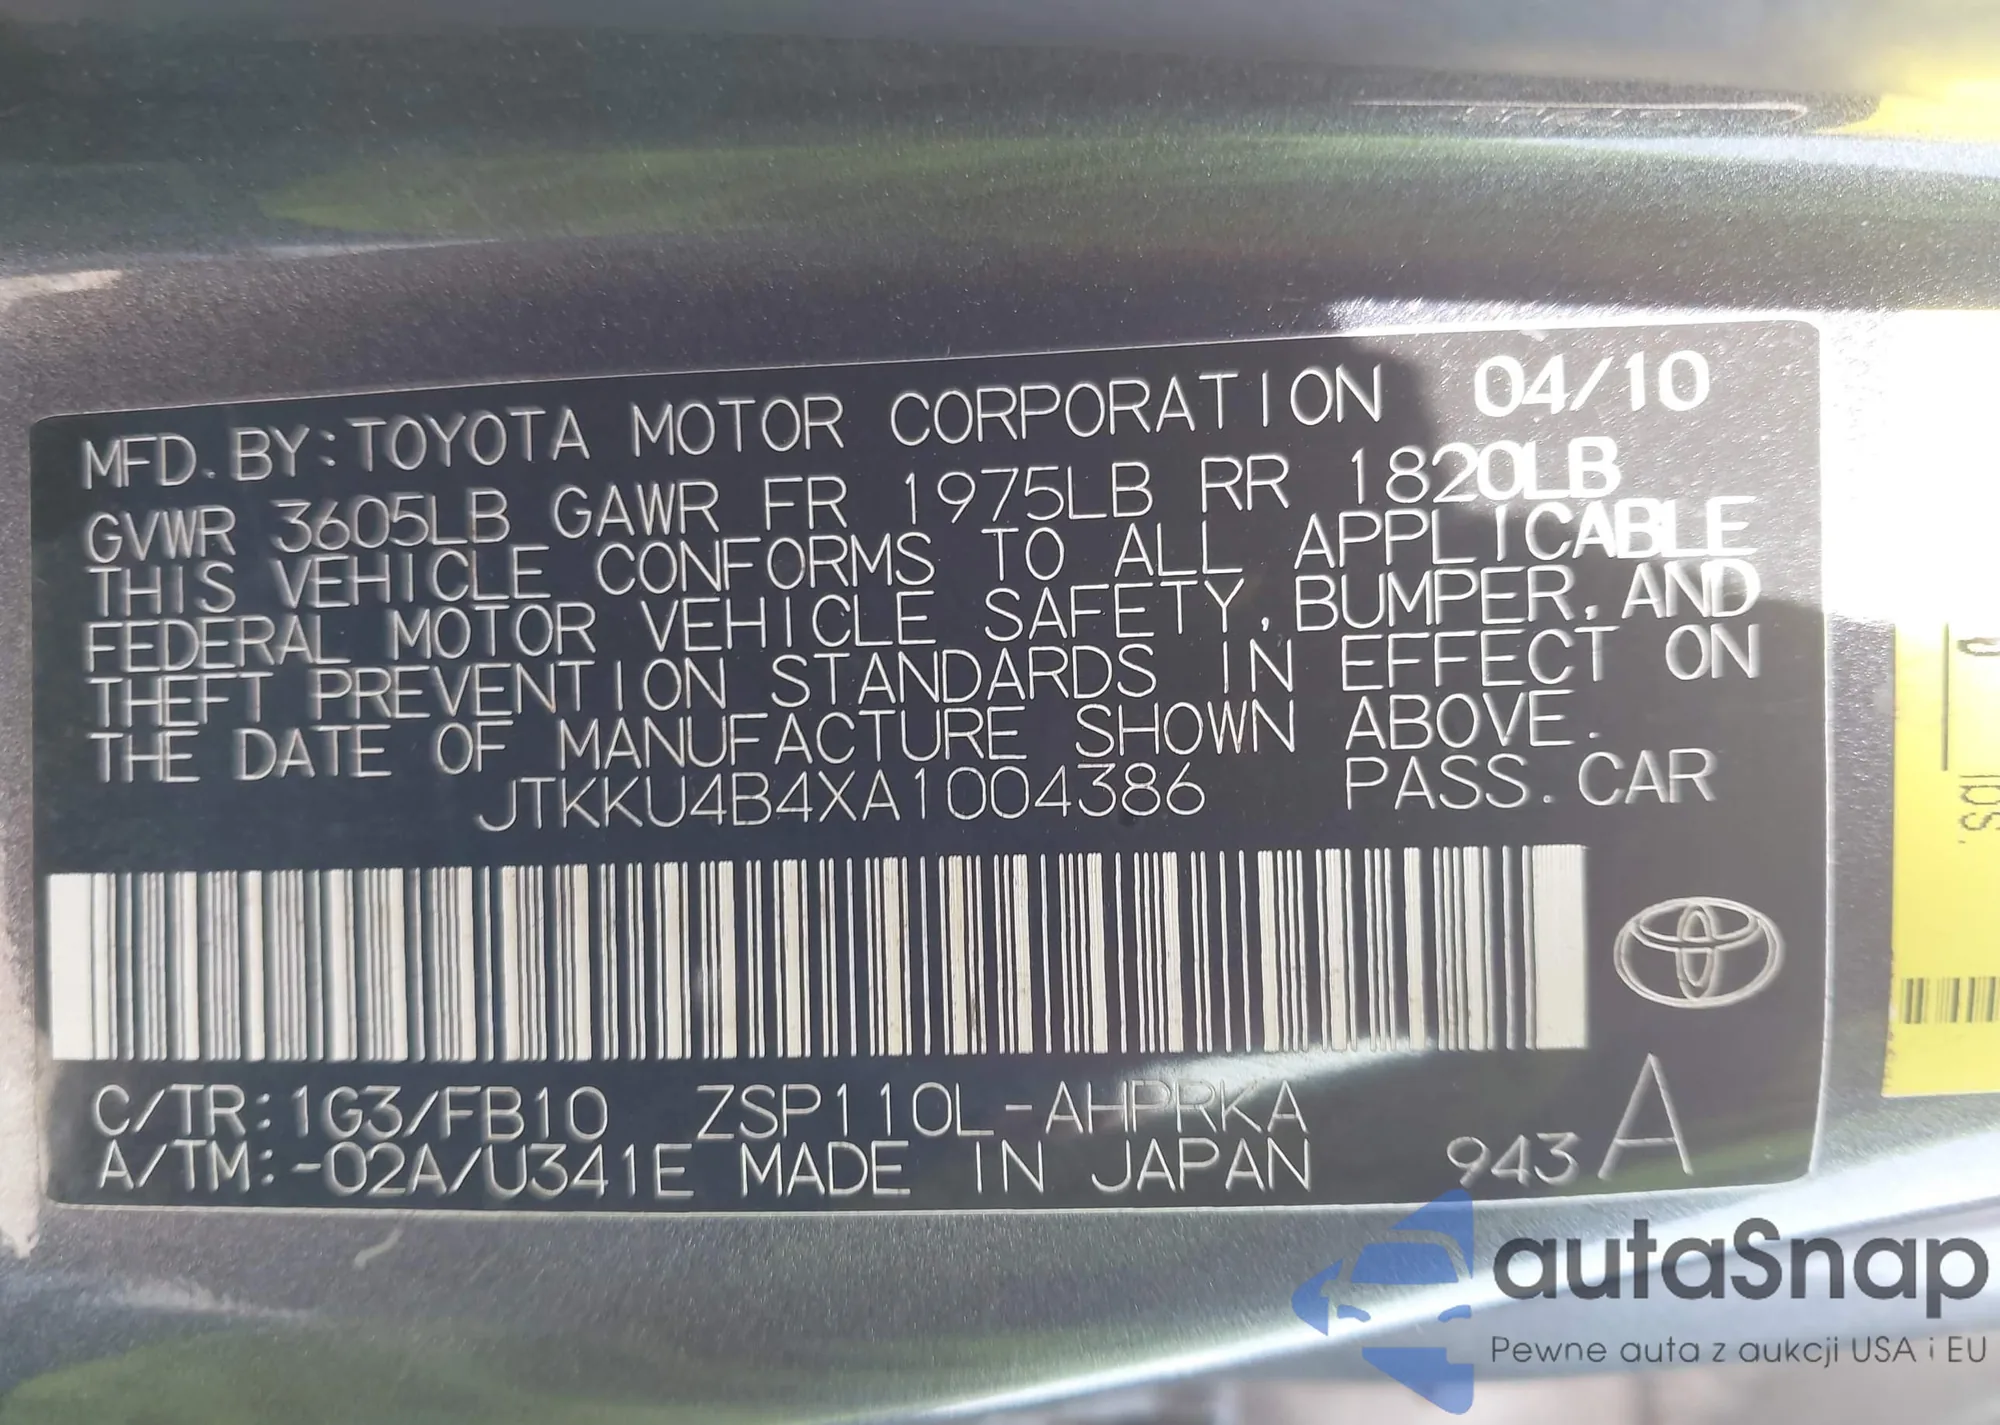 MFD. BY: TOYOTA MOTOR CORPORATION 04/10
GVWR 3605LB GAWR FR 1975LB RR 1820LB
THIS VEHICLE CONFORMS TO ALL APPLICABLE
FEDERAL MOTOR VEHICLE SAFETY, BUMPER, AND
THEFT PREVENTION STANDARDS IN EFFECT ON
THE DATE OF MANUFACTURE SHOWN ABOVE.
JTKKU4B4XA1004386 PASS. CAR
C/TR: 1G3/FB10 ZSP110L-AHPRKA
A/TM: -02A/U341E MADE IN JAPAN 943 A
lbs.
autaSnap
Pewne auta z aukcji USA i EU